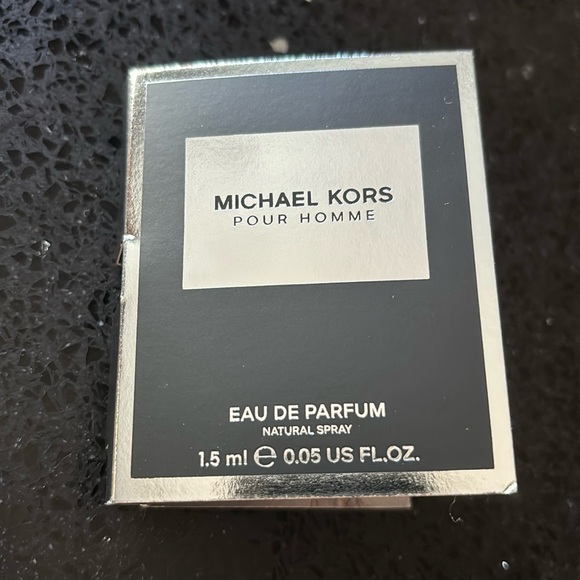 MICHAEL KORS
POUR HOMME
EAU DE PARFUM
NATURAL SPRAY
1.5 ml ℮ 0.05 US FL.OZ.